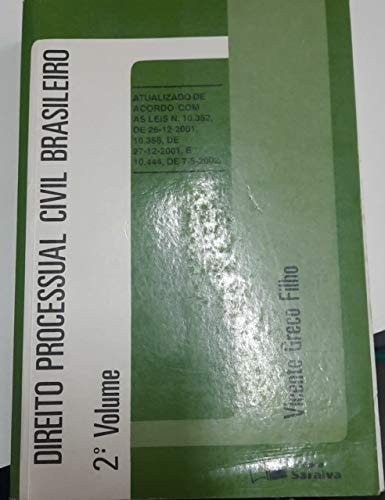 DIREITO PROCESSUAL CIVIL BRASILEIRO
2º Volume
ATUALIZADO DE
ACORDO COM
AS LEIS N. 10.352,
DE 26-12-2001,
10.358, DE
27-12-2001, E
10.444, DE 7-5-2002
Vicente Greco Filho
Saraiva